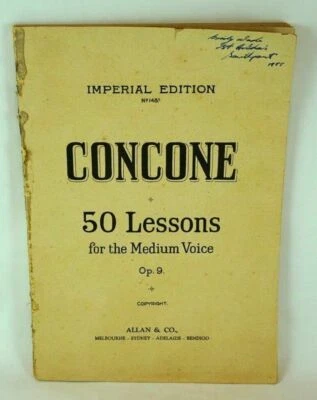 IMPERIAL EDITION
CONCONE
50 Lessons
for the Medium Voice
Op. 9.
COPYRIGHT.
ALLAN & CO.,
MELBOURNE - SYDNEY - ADELAIDE - BENDIGO